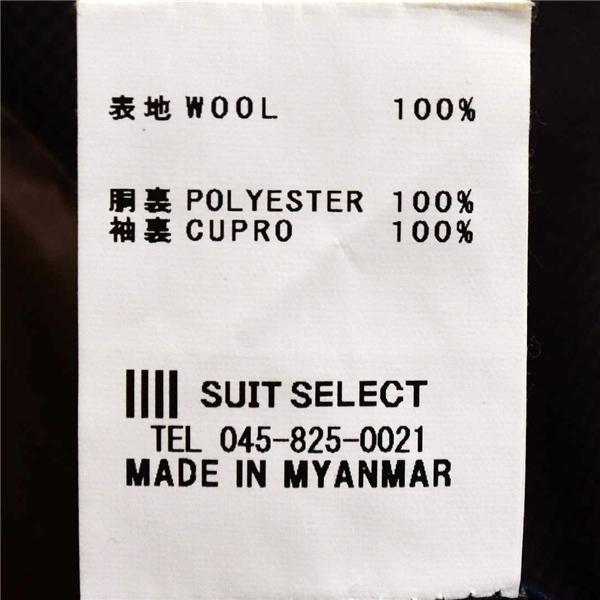 表地 WOOL 100%
胴裏 POLYESTER 100%
袖裏 CUPRO 100%
SUIT SELECT
TEL 045-825-0021
MADE IN MYANMAR